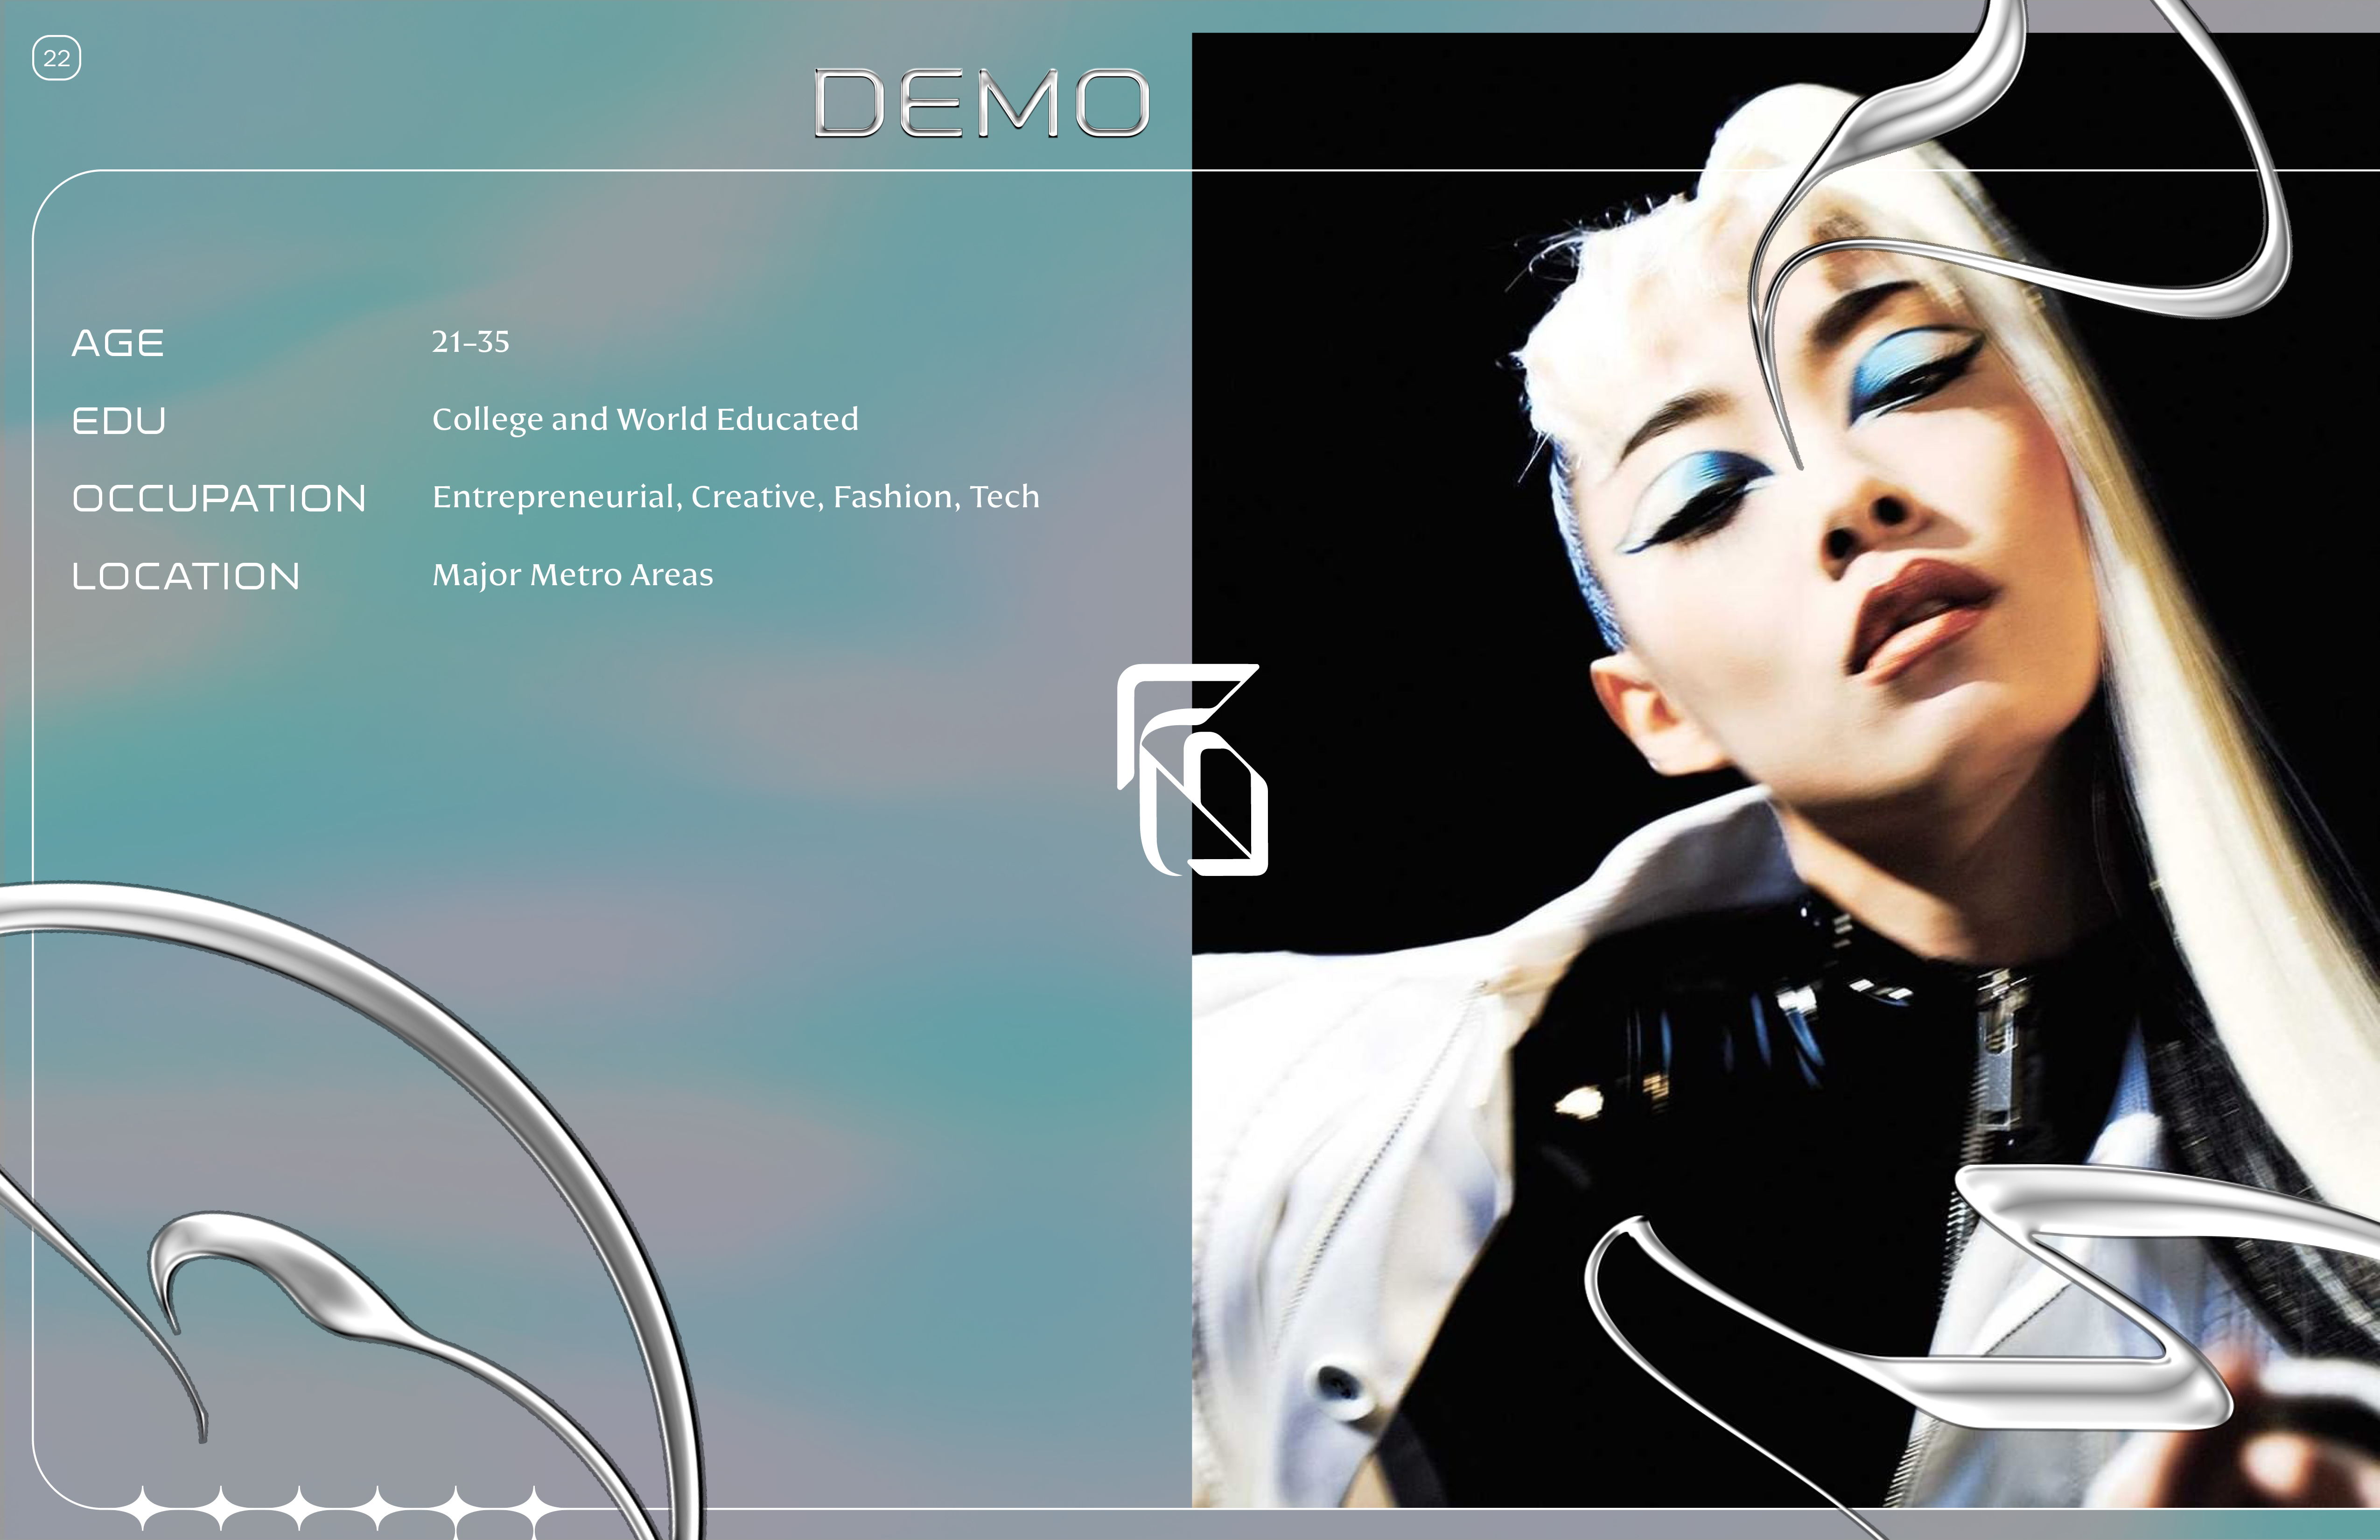 22
DEMO
AGE 21–35
EDU College and World Educated
OCCUPATION Entrepreneurial, Creative, Fashion, Tech
LOCATION Major Metro Areas